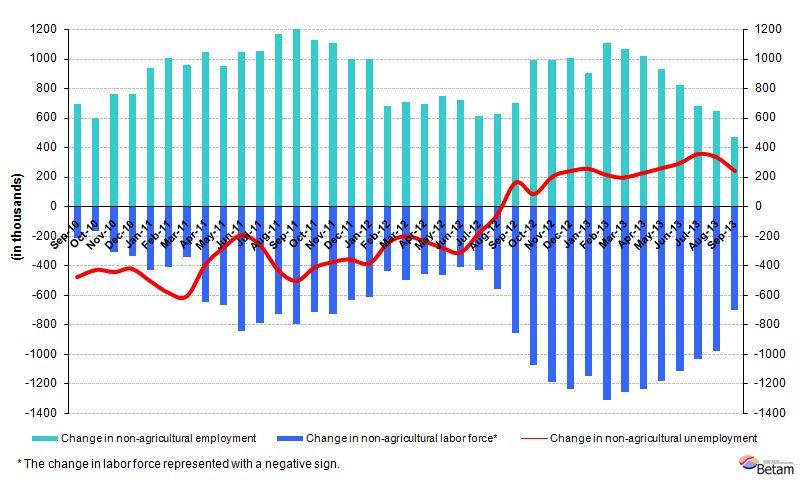 1200 1200
1000 1000
800 800
600 600
400 400
200 200
0 0
-200 -200
-400 -400
-600 -600
-800 -800
-1000 -1000
-1200 -1200
-1400 -1400
(in thousands)
Sep-10 Oct-10 Nov-10 Dec-10 Jan-11 Feb-11 Mar-11 Apr-11 May-11 Jun-11 Jul-11 Aug-11 Sep-11 Oct-11 Nov-11 Dec-11 Jan-12 Feb-12 Mar-12 Apr-12 May-12 Jun-12 Jul-12 Aug-12 Sep-12 Oct-12 Nov-12 Dec-12 Jan-13 Feb-13 Mar-13 Apr-13 May-13 Jun-13 Jul-13 Aug-13 Sep-13
Change in non-agricultural employment Change in non-agricultural labor force* Change in non-agricultural unemployment
* The change in labor force represented with a negative sign.
Betam